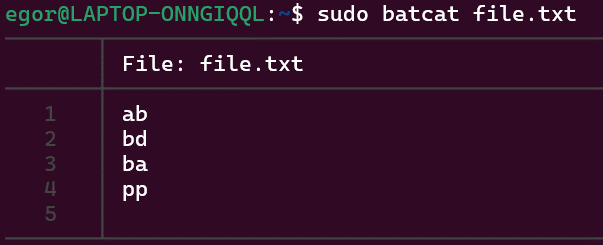 egor@LAPTOP-ONNGIQQL:~$ sudo batcat file.txt
File: file.txt
1 ab
2 bd
3 ba
4 pp
5